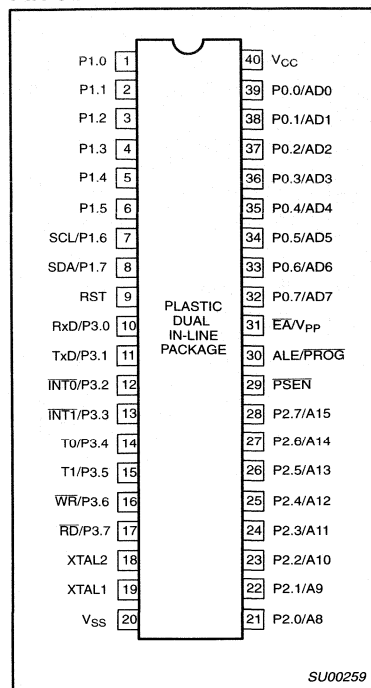 P1.0 1
P1.1 2
P1.2 3
P1.3 4
P1.4 5
P1.5 6
SCL/P1.6 7
SDA/P1.7 8
RST 9
RxD/P3.0 10
TxD/P3.1 11
INT0/P3.2 12
INT1/P3.3 13
T0/P3.4 14
T1/P3.5 15
WR/P3.6 16
RD/P3.7 17
XTAL2 18
XTAL1 19
VSS 20
PLASTIC
DUAL
IN-LINE
PACKAGE
40 VCC
39 P0.0/AD0
38 P0.1/AD1
37 P0.2/AD2
36 P0.3/AD3
35 P0.4/AD4
34 P0.5/AD5
33 P0.6/AD6
32 P0.7/AD7
31 EA/VPP
30 ALE/PROG
29 PSEN
28 P2.7/A15
27 P2.6/A14
26 P2.5/A13
25 P2.4/A12
24 P2.3/A11
23 P2.2/A10
22 P2.1/A9
21 P2.0/A8
SU00259